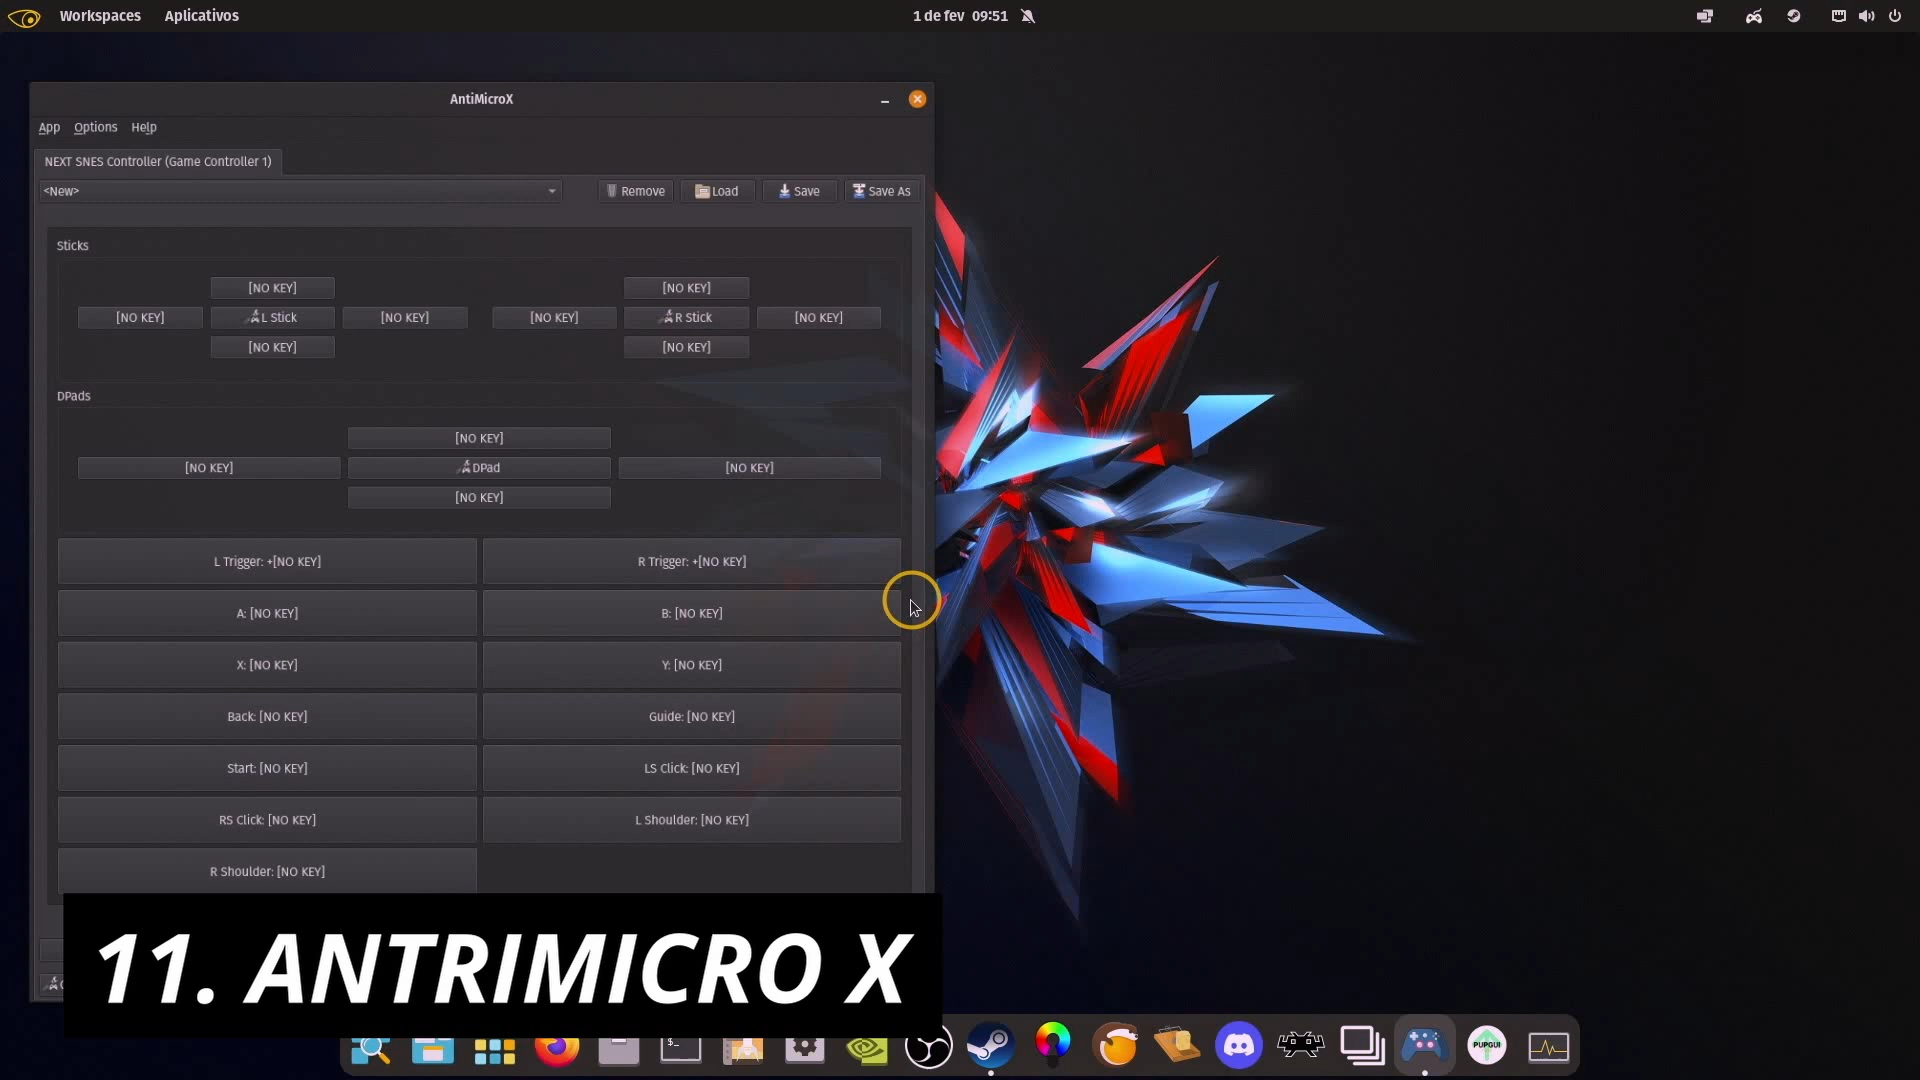 Workspaces Aplicativos 1 de fev 09:51
AntiMicroX
App Options Help
NEXT SNES Controller (Game Controller 1)
<New> Remove Load Save Save As
Sticks
[NO KEY] [NO KEY]
[NO KEY] L Stick [NO KEY] [NO KEY] R Stick [NO KEY]
[NO KEY] [NO KEY]
DPads
[NO KEY]
[NO KEY] DPad [NO KEY]
[NO KEY]
L Trigger: +[NO KEY] R Trigger: +[NO KEY]
A: [NO KEY] B: [NO KEY]
X: [NO KEY] Y: [NO KEY]
Back: [NO KEY] Guide: [NO KEY]
Start: [NO KEY] LS Click: [NO KEY]
RS Click: [NO KEY] L Shoulder: [NO KEY]
R Shoulder: [NO KEY]
11. ANTRIMICRO X
PUPGUI